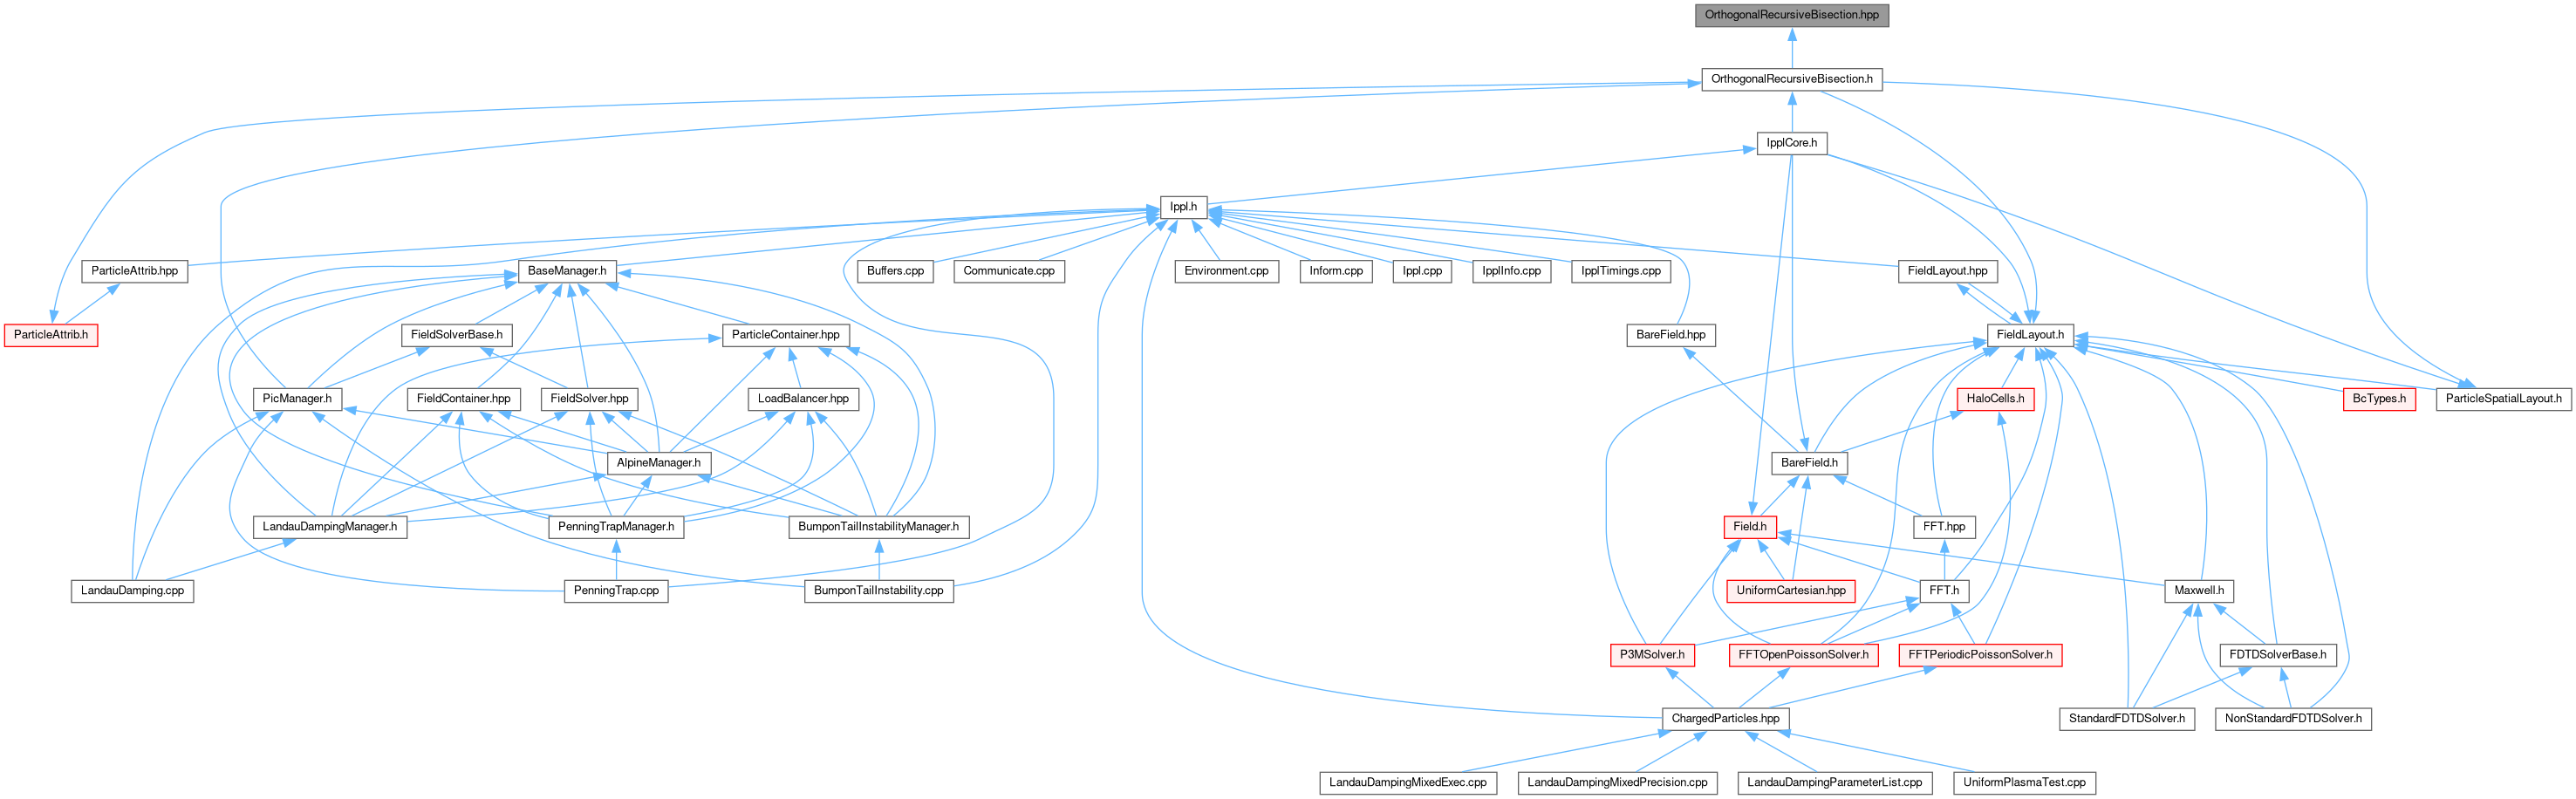 OrthogonalRecursiveBisection.hpp
OrthogonalRecursiveBisection.h
IpplCore.h
Ippl.h
ParticleAttrib.hpp
BaseManager.h
Buffers.cpp
Communicate.cpp
Environment.cpp
Inform.cpp
Ippl.cpp
IpplInfo.cpp
IpplTimings.cpp
FieldLayout.hpp
ParticleAttrib.h
FieldSolverBase.h
ParticleContainer.hpp
BareField.hpp
FieldLayout.h
PicManager.h
FieldContainer.hpp
FieldSolver.hpp
LoadBalancer.hpp
HaloCells.h
BcTypes.h
ParticleSpatialLayout.h
AlpineManager.h
BareField.h
LandauDampingManager.h
PenningTrapManager.h
BumponTailInstabilityManager.h
Field.h
FFT.hpp
LandauDamping.cpp
PenningTrap.cpp
BumponTailInstability.cpp
UniformCartesian.hpp
FFT.h
Maxwell.h
P3MSolver.h
FFTOpenPoissonSolver.h
FFTPeriodicPoissonSolver.h
FDTDSolverBase.h
ChargedParticles.hpp
StandardFDTDSolver.h
NonStandardFDTDSolver.h
LandauDampingMixedExec.cpp
LandauDampingMixedPrecision.cpp
LandauDampingParameterList.cpp
UniformPlasmaTest.cpp